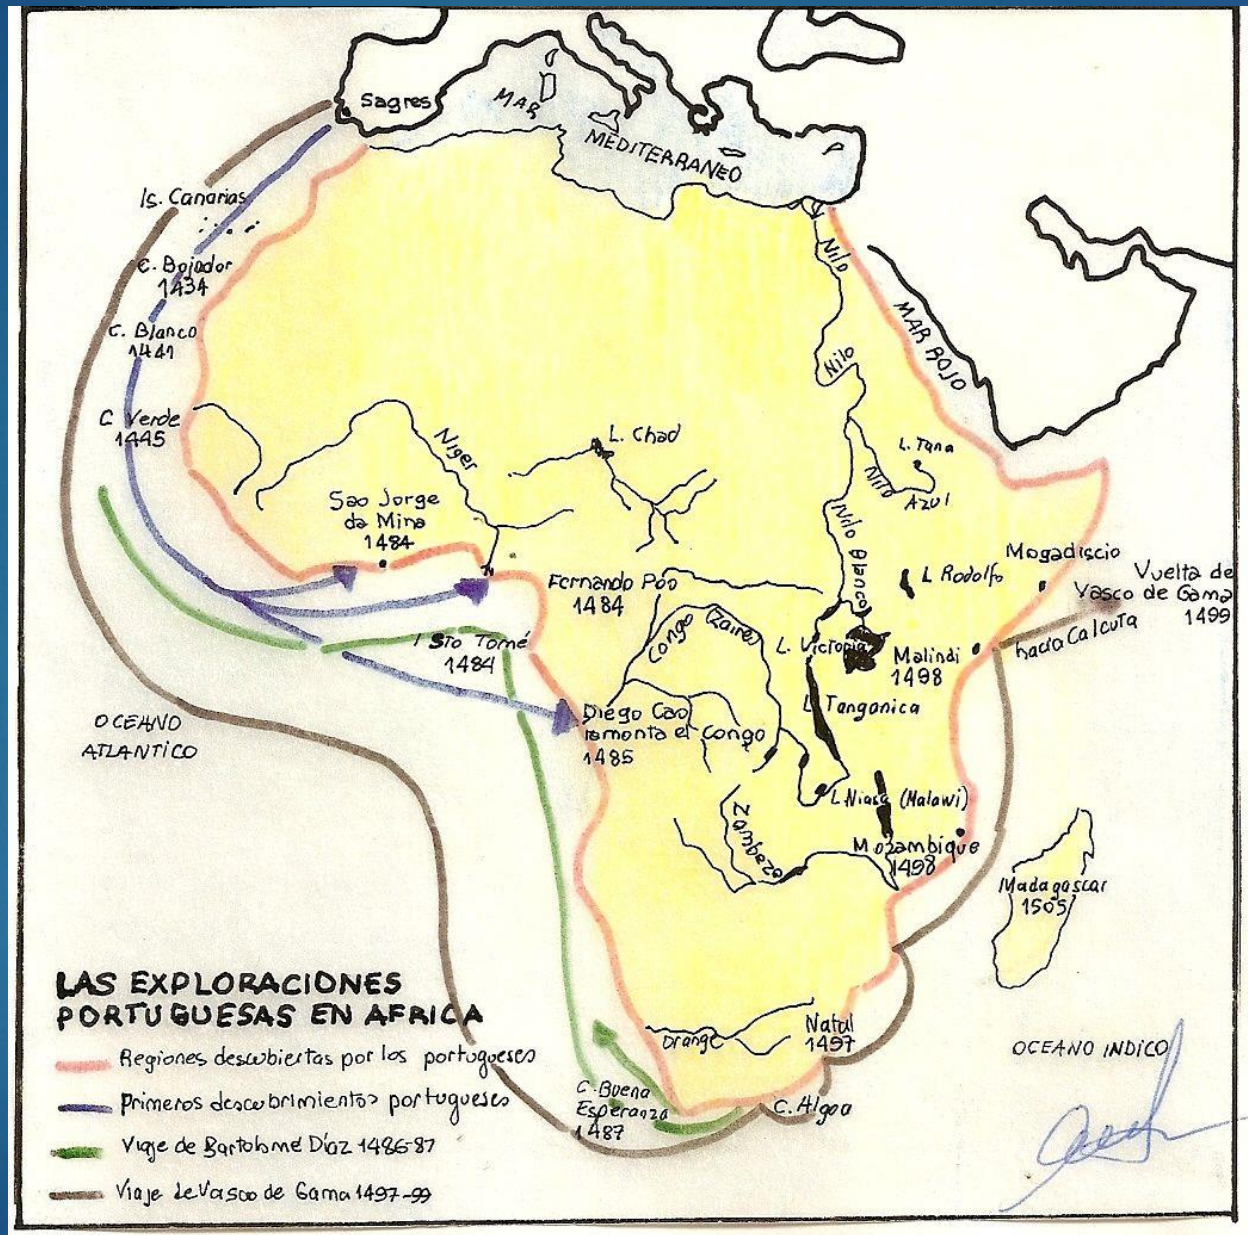 Sagres
MAR
MEDITERRANEO
Is. Canarias
C. Bojador
1434
C. Blanco
1441
C. Verde
1445
Nilo
MAR ROJO
Nilo
Niger
L. Chad
L. Tana
Nilo
Azul
Nilo Blanco
Sao Jorge
da Mina
1484
Fernando Póo
1484
L Rodolfo
Mogadiscio
Vuelta de
Vasco de Gama
1499
hacia Calcuta
I Sto Tomé
1484
Congo (Zaire)
L. Victoria
Malindi
1498
L Tanganica
Diego Cao
remonta el Congo
1485
OCEANO
ATLANTICO
L.Niasa (Malawi)
Zambeze
Mozambique
1498
Madagascar
1505
Orange
Natal
1497
OCEANO INDICO
C. Buena
Esperanza
1487
C. Algoa
LAS EXPLORACIONES
PORTUGUESAS EN AFRICA
Regiones descubiertas por los portugueses
Primeros descubrimientos portugueses
Viaje de Bartolomé Díaz 1486-87
Viaje de Vasco de Gama 1497-99